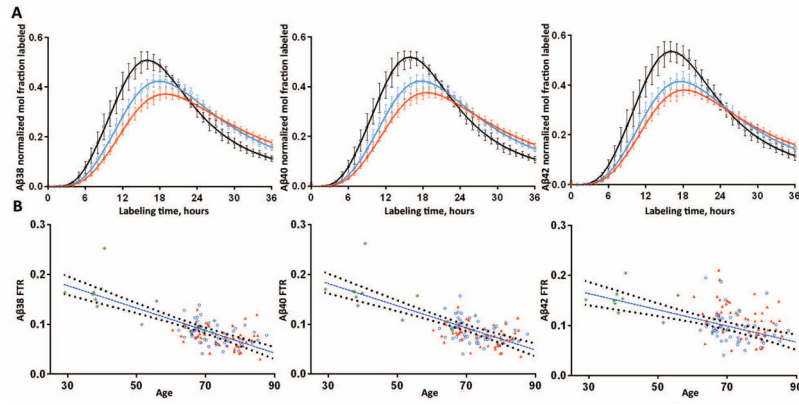 A
Aβ38 normalized mol fraction labeled
0.6
0.4
0.2
0.0
0 6 12 18 24 30 36
Labeling time, hours
Aβ40 normalized mol fraction labeled
0.6
0.4
0.2
0.0
0 6 12 18 24 30 36
Labeling time, hours
Aβ42 normalized mol fraction labeled
0.6
0.4
0.2
0.0
0 6 12 18 24 30 36
Labeling time, hours
B
Aβ38 FTR
0.3
0.2
0.1
0.0
30 50 70 90
Age
Aβ40 FTR
0.3
0.2
0.1
0.0
30 50 70 90
Age
Aβ42 FTR
0.3
0.2
0.1
0.0
30 50 70 90
Age